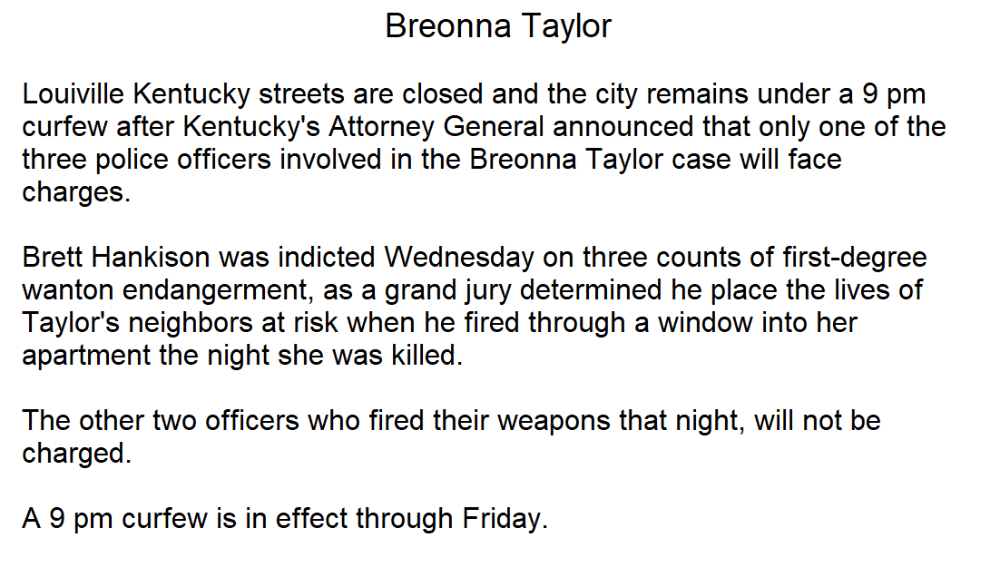 Breonna Taylor
Louiville Kentucky streets are closed and the city remains under a 9 pm
curfew after Kentucky's Attorney General announced that only one of the
three police officers involved in the Breonna Taylor case will face
charges.
Brett Hankison was indicted Wednesday on three counts of first-degree
wanton endangerment, as a grand jury determined he place the lives of
Taylor's neighbors at risk when he fired through a window into her
apartment the night she was killed.
The other two officers who fired their weapons that night, will not be
charged.
A 9 pm curfew is in effect through Friday.